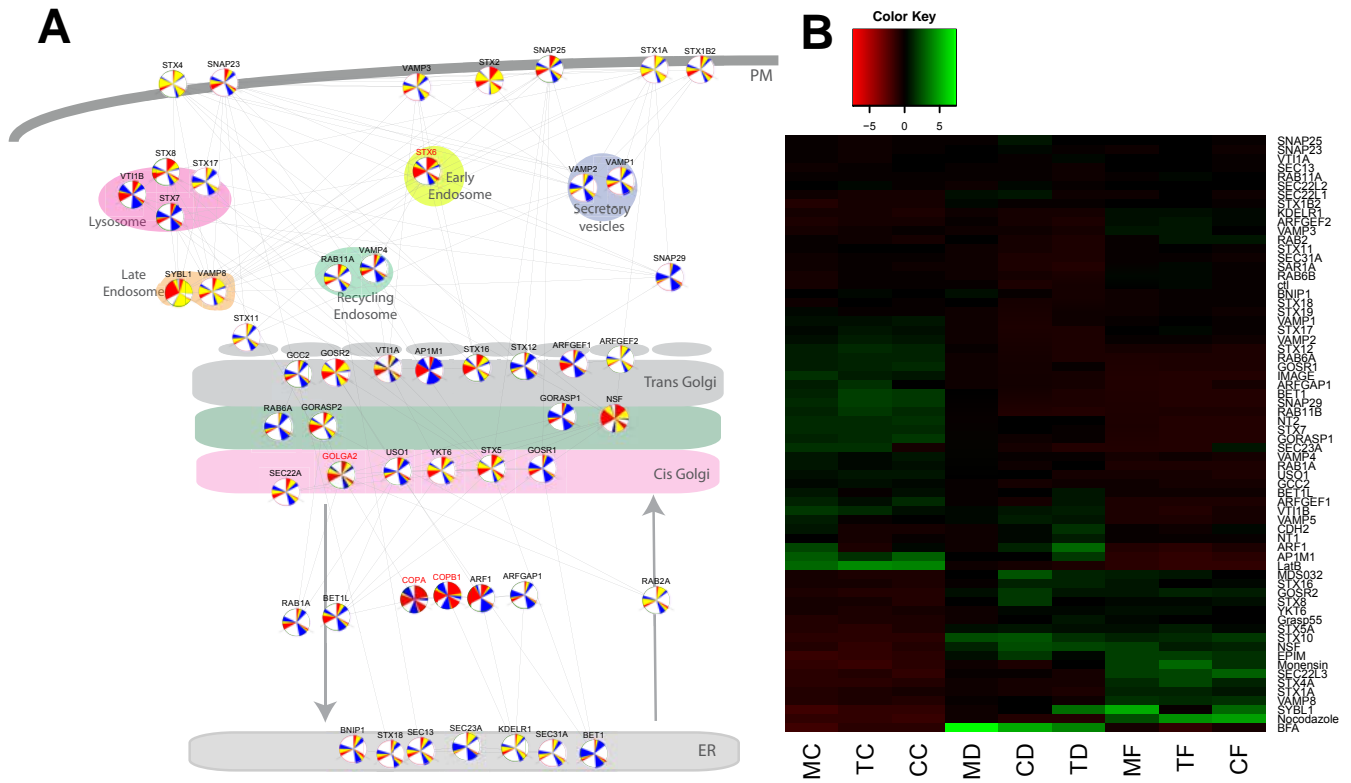 A
STX4
SNAP23
VAMP3
STX2
SNAP25
STX1A
STX1B2
PM
STX8
STX17
VTI1B
STX7
Lysosome
STX6
Early
Endosome
VAMP2
VAMP1
Secretory
vesicles
Late
Endosome
SYBL1
VAMP8
RAB11A
VAMP4
Recycling
Endosome
SNAP29
STX11
GCC2
GOSR2
VTI1A
AP1M1
STX16
STX12
ARFGEF1
ARFGEF2
Trans Golgi
RAB6A
GORASP2
GORASP1
NSF
GOLGA2
USO1
YKT6
STX5
GOSR1
Cis Golgi
SEC22A
COPA
COPB1
ARF1
ARFGAP1
RAB2A
RAB1A
BET1L
BNIP1
STX18
SEC13
SEC23A
KDELR1
SEC31A
BET1
ER
B
Color Key
−5 0 5
SNAP25
SNAP23
VTI1A
SEC13
RAB11A
SEC22L2
SEC22L1
STX1B2
KDELR1
ARFGEF2
VAMP3
RAB2
STX11
SEC31A
SAR1A
RAB6B
ctl
BNIP1
STX18
STX19
VAMP1
STX17
VAMP2
STX12
RAB6A
GOSR1
IMAGE
ARFGAP1
BET1
SNAP29
RAB11B
NT2
STX7
GORASP1
SEC23A
VAMP4
RAB1A
USO1
GCC2
BET1L
ARFGEF1
VTI1B
VAMP5
CDH2
NT1
ARF1
AP1M1
LatB
MDS032
STX16
GOSR2
STX8
YKT6
Grasp55
STX5A
STX10
NSF
EPIM
Monensin
SEC22L3
STX4A
STX1A
VAMP8
SYBL1
Nocodazole
BFA
MC TC CC MD CD TD MF TF CF